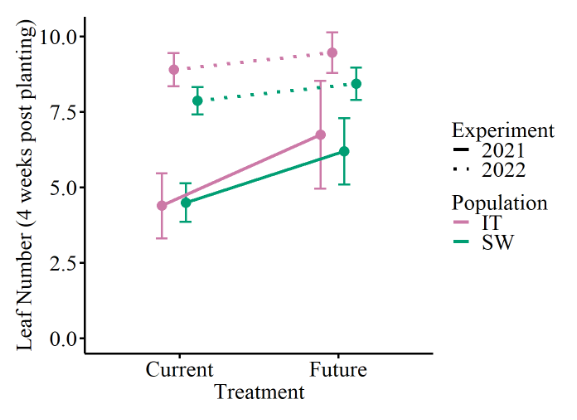 Leaf Number (4 weeks post planting)
10.0
7.5
5.0
2.5
0.0
Current
Future
Treatment
Experiment
2021
2022
Population
IT
SW